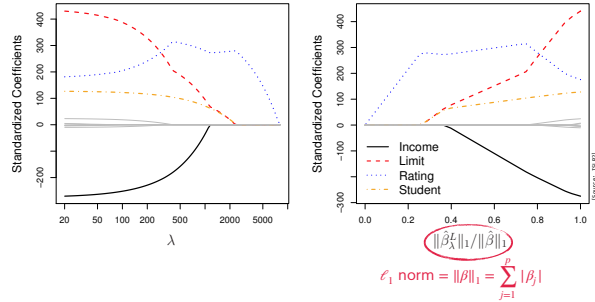 Standardized Coefficients
400
300
200
100
0
−200
20 50 100 200 500 2000 5000
λ
Standardized Coefficients
400
300
200
100
0
−100
−200
−300
Income
Limit
Rating
Student
0.0 0.2 0.4 0.6 0.8 1.0
‖β̂^L_λ‖₁/‖β̂‖₁
ℓ₁ norm = ‖β‖₁ = ∑_{j=1}^{p} |β_j|